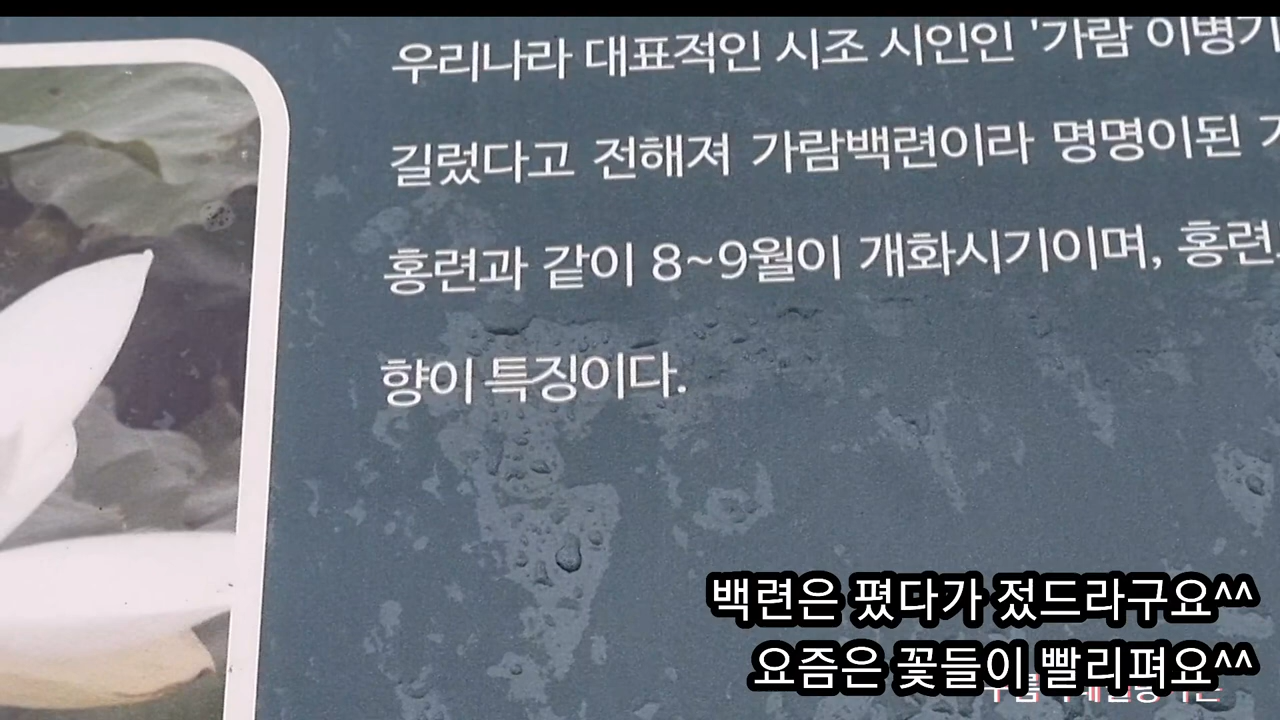 우리나라 대표적인 시조 시인인 '가람 이병기
길렀다고 전해져 가람백련이라 명명이된
홍련과 같이 8~9월이 개화시기이며, 홍련
향이 특징이다.
백련은 폈다가 젔드라구요^^
요즘은 꽃들이 빨리펴요^^